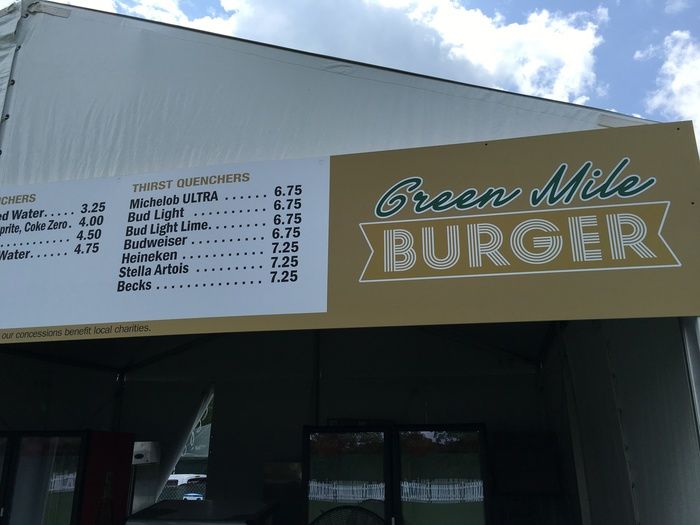 CHERS
ed Water..... 3.25
prite, Coke Zero. 4.00
..... 4.50
Water.... 4.75
THIRST QUENCHERS
Michelob ULTRA ...... 6.75
Bud Light ............ 6.75
Bud Light Lime....... 6.75
Budweiser ........... 6.75
Heineken ............ 7.25
Stella Artois .......... 7.25
Becks ................ 7.25
Green Mile
BURGER
our concessions benefit local charities.